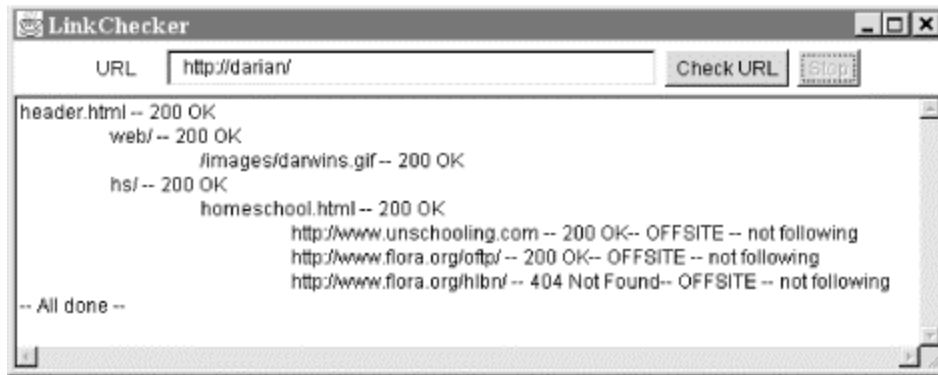 LinkChecker
URL http://darian/ Check URL Stop
header.html -- 200 OK
web/ -- 200 OK
/images/darwins.gif -- 200 OK
hs/ -- 200 OK
homeschool.html -- 200 OK
http://www.unschooling.com -- 200 OK-- OFFSITE -- not following
http://www.flora.org/oftp/ -- 200 OK-- OFFSITE -- not following
http://www.flora.org/hlbn/ -- 404 Not Found-- OFFSITE -- not following
-- All done --